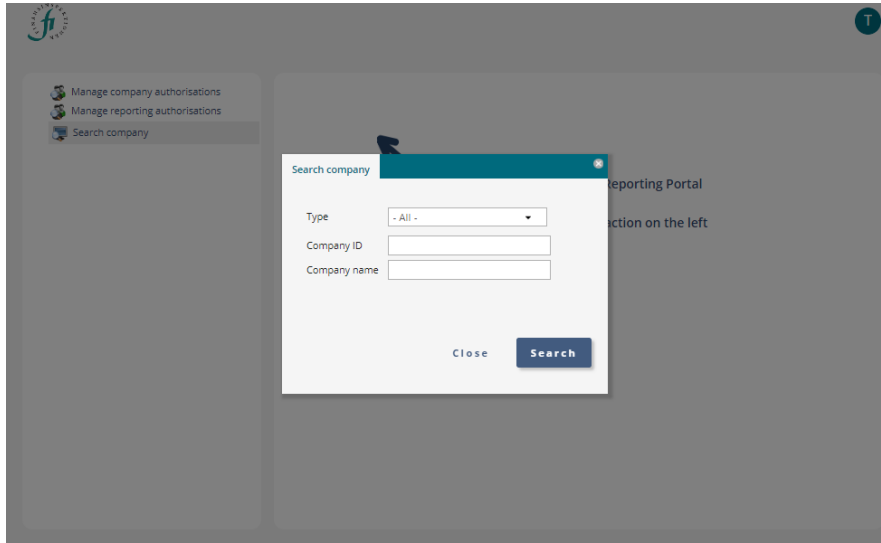 T
Manage company authorisations
Manage reporting authorisations
Search company
Search company
Reporting Portal
Type
- All -
action on the left
Company ID
Company name
Close
Search